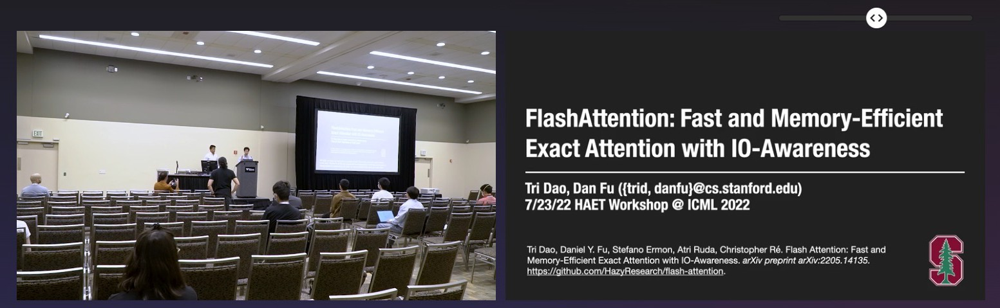 EXIT
FlashAttention: Fast and Memory-Efficient
Exact Attention with IO-Awareness
Tri Dao, Dan Fu ({trid, danfu}@cs.stanford.edu)
7/23/22 HAET Workshop @ ICML 2022
Tri Dao, Daniel Y. Fu, Stefano Ermon, Atri Ruda, Christopher Ré. Flash Attention: Fast and
Memory-Efficient Exact Attention with IO-Awareness. arXiv preprint arXiv:2205.14135.
https://github.com/HazyResearch/flash-attention.